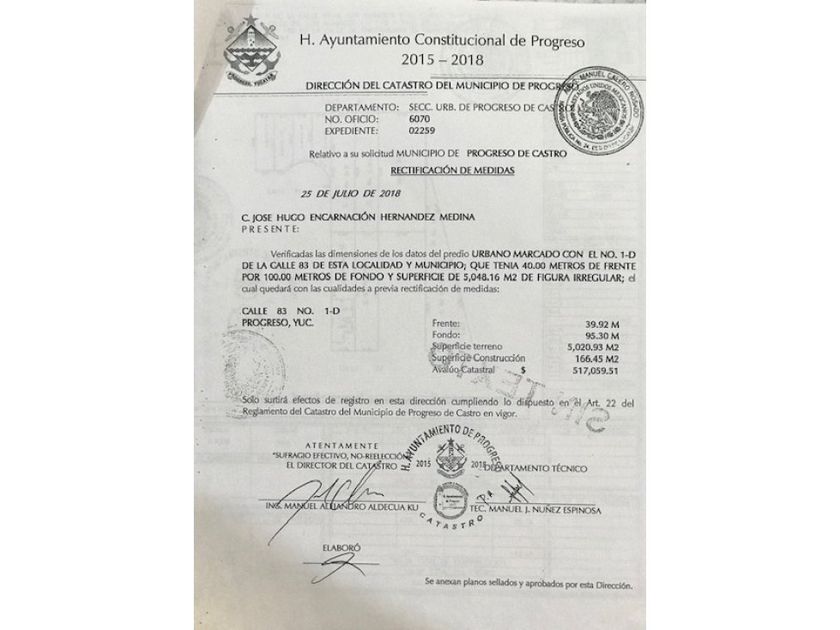 H. Ayuntamiento Constitucional de Progreso
2015 – 2018
DIRECCIÓN DEL CATASTRO DEL MUNICIPIO DE PROGRESO
DEPARTAMENTO: SECC. URB. DE PROGRESO DE CASTRO
NO. OFICIO: 6070
EXPEDIENTE: 02259
Relativo a su solicitud MUNICIPIO DE PROGRESO DE CASTRO
RECTIFICACIÓN DE MEDIDAS
25 DE JULIO DE 2018
C. JOSE HUGO ENCARNACIÓN HERNANDEZ MEDINA
PRESENTE:
Verificadas las dimensiones de los datos del predio URBANO MARCADO CON EL NO. 1-D
DE LA CALLE 83 DE ESTA LOCALIDAD Y MUNICIPIO; QUE TENIA 40.00 METROS DE FRENTE
POR 100.00 METROS DE FONDO Y SUPERFICIE DE 5,048.16 M2 DE FIGURA IRREGULAR; el
cual quedará con las cualidades a previa rectificación de medidas:
CALLE 83 NO. 1-D
PROGRESO, YUC.
Frente: 39.92 M
Fondo: 95.30 M
Superficie terreno 5,020.93 M2
Superficie Construcción 166.45 M2
Avalúo Catastral $ 517,059.51
SIN TEXTO
Solo surtirá efectos de registro en esta dirección cumpliendo lo dispuesto en el Art. 22 del
Reglamento del Catastro del Municipio de Progreso de Castro en vigor.
ATENTAMENTE
"SUFRAGIO EFECTIVO, NO-REELECCIÓN
EL DIRECTOR DEL CATASTRO
H. AYUNTAMIENTO DE PROGRESO
2015 2018
CATASTRO
DEPARTAMENTO TÉCNICO
ING. MANUEL ALEJANDRO ALDECUA KU
P.A
TEC. MANUEL J. NUÑEZ ESPINOSA
ELABORÓ
Se anexan planos sellados y aprobados por esta Dirección.